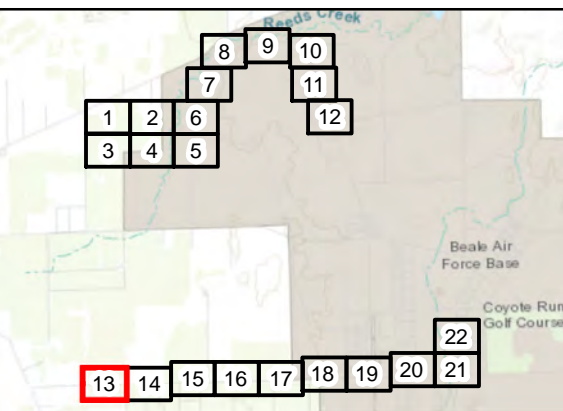 Reeds Creek
8 9 10
7 11
1 2 6 12
3 4 5
Beale Air
Force Base
Coyote Run
Golf Course
22
13 14 15 16 17 18 19 20 21